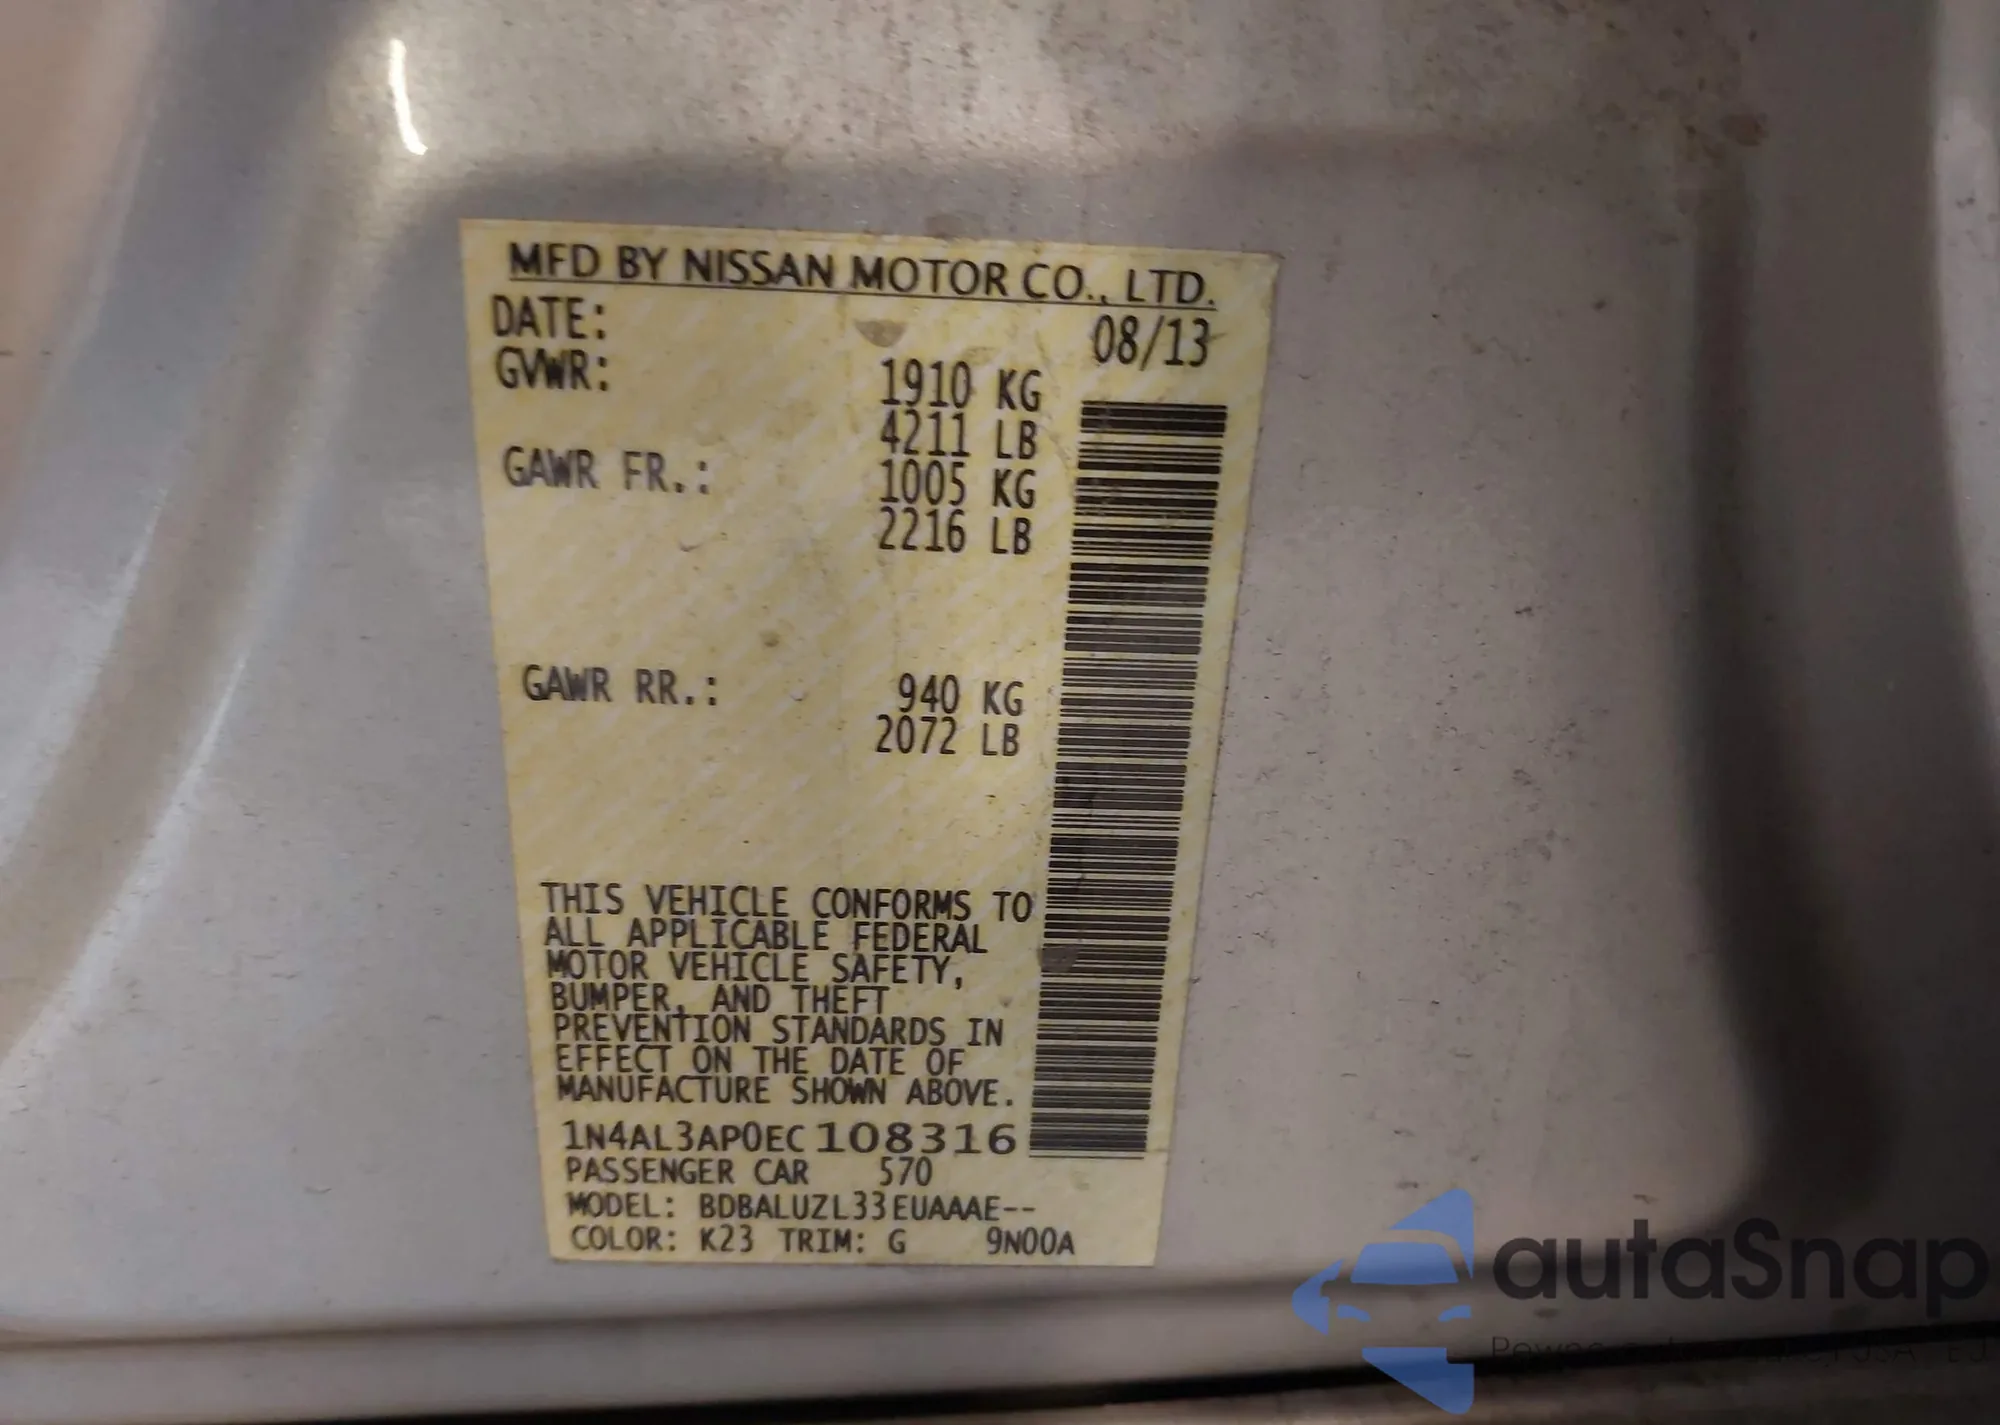 MFD BY NISSAN MOTOR CO., LTD.
DATE: 08/13
GVWR: 1910 KG
4211 LB
GAWR FR.: 1005 KG
2216 LB
GAWR RR.: 940 KG
2072 LB
THIS VEHICLE CONFORMS TO
ALL APPLICABLE FEDERAL
MOTOR VEHICLE SAFETY,
BUMPER, AND THEFT
PREVENTION STANDARDS IN
EFFECT ON THE DATE OF
MANUFACTURE SHOWN ABOVE.
1N4AL3AP0EC108316
PASSENGER CAR 570
MODEL: BDBALUZL33EUAAAE--
COLOR: K23 TRIM: G 9N00A
autaSnap